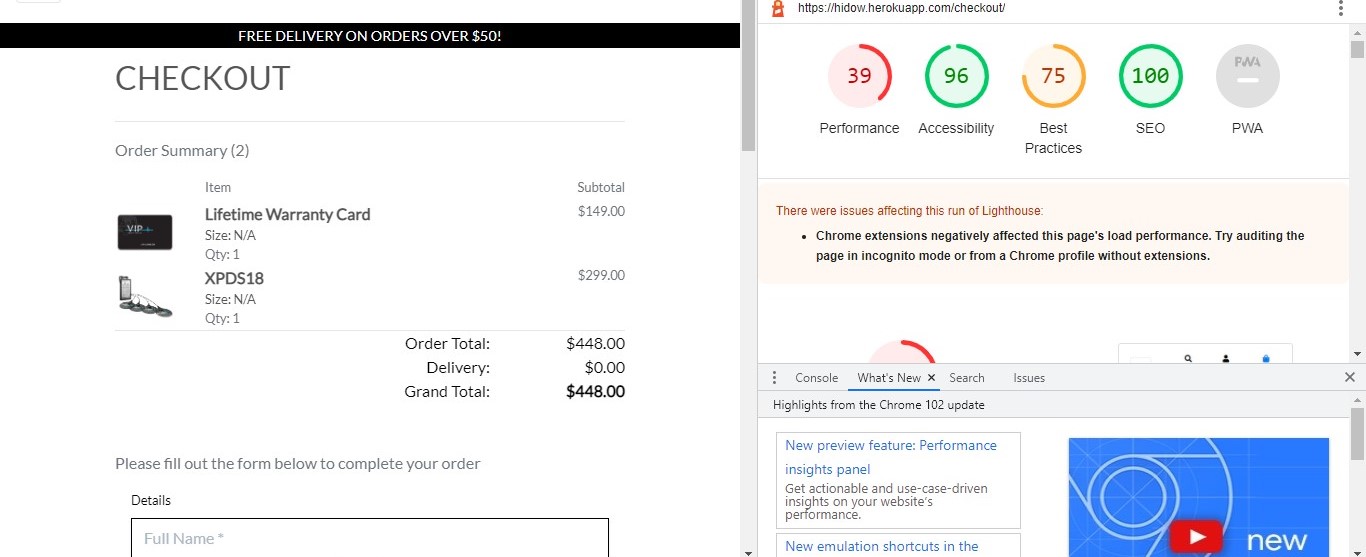 FREE DELIVERY ON ORDERS OVER $50!
CHECKOUT
Order Summary (2)
Item Subtotal
VIP
Lifetime Warranty Card $149.00
Size: N/A
Qty: 1
XPDS18 $299.00
Size: N/A
Qty: 1
Order Total: $448.00
Delivery: $0.00
Grand Total: $448.00
Please fill out the form below to complete your order
Details
Full Name *
https://hidow.herokuapp.com/checkout/
39 96 75 100 PWA
Performance Accessibility Best SEO PWA
Practices
There were issues affecting this run of Lighthouse:
• Chrome extensions negatively affected this page's load performance. Try auditing the
page in incognito mode or from a Chrome profile without extensions.
Console What's New × Search Issues
Highlights from the Chrome 102 update
New preview feature: Performance
insights panel
Get actionable and use-case-driven
insights on your website's
performance.
New emulation shortcuts in the
new